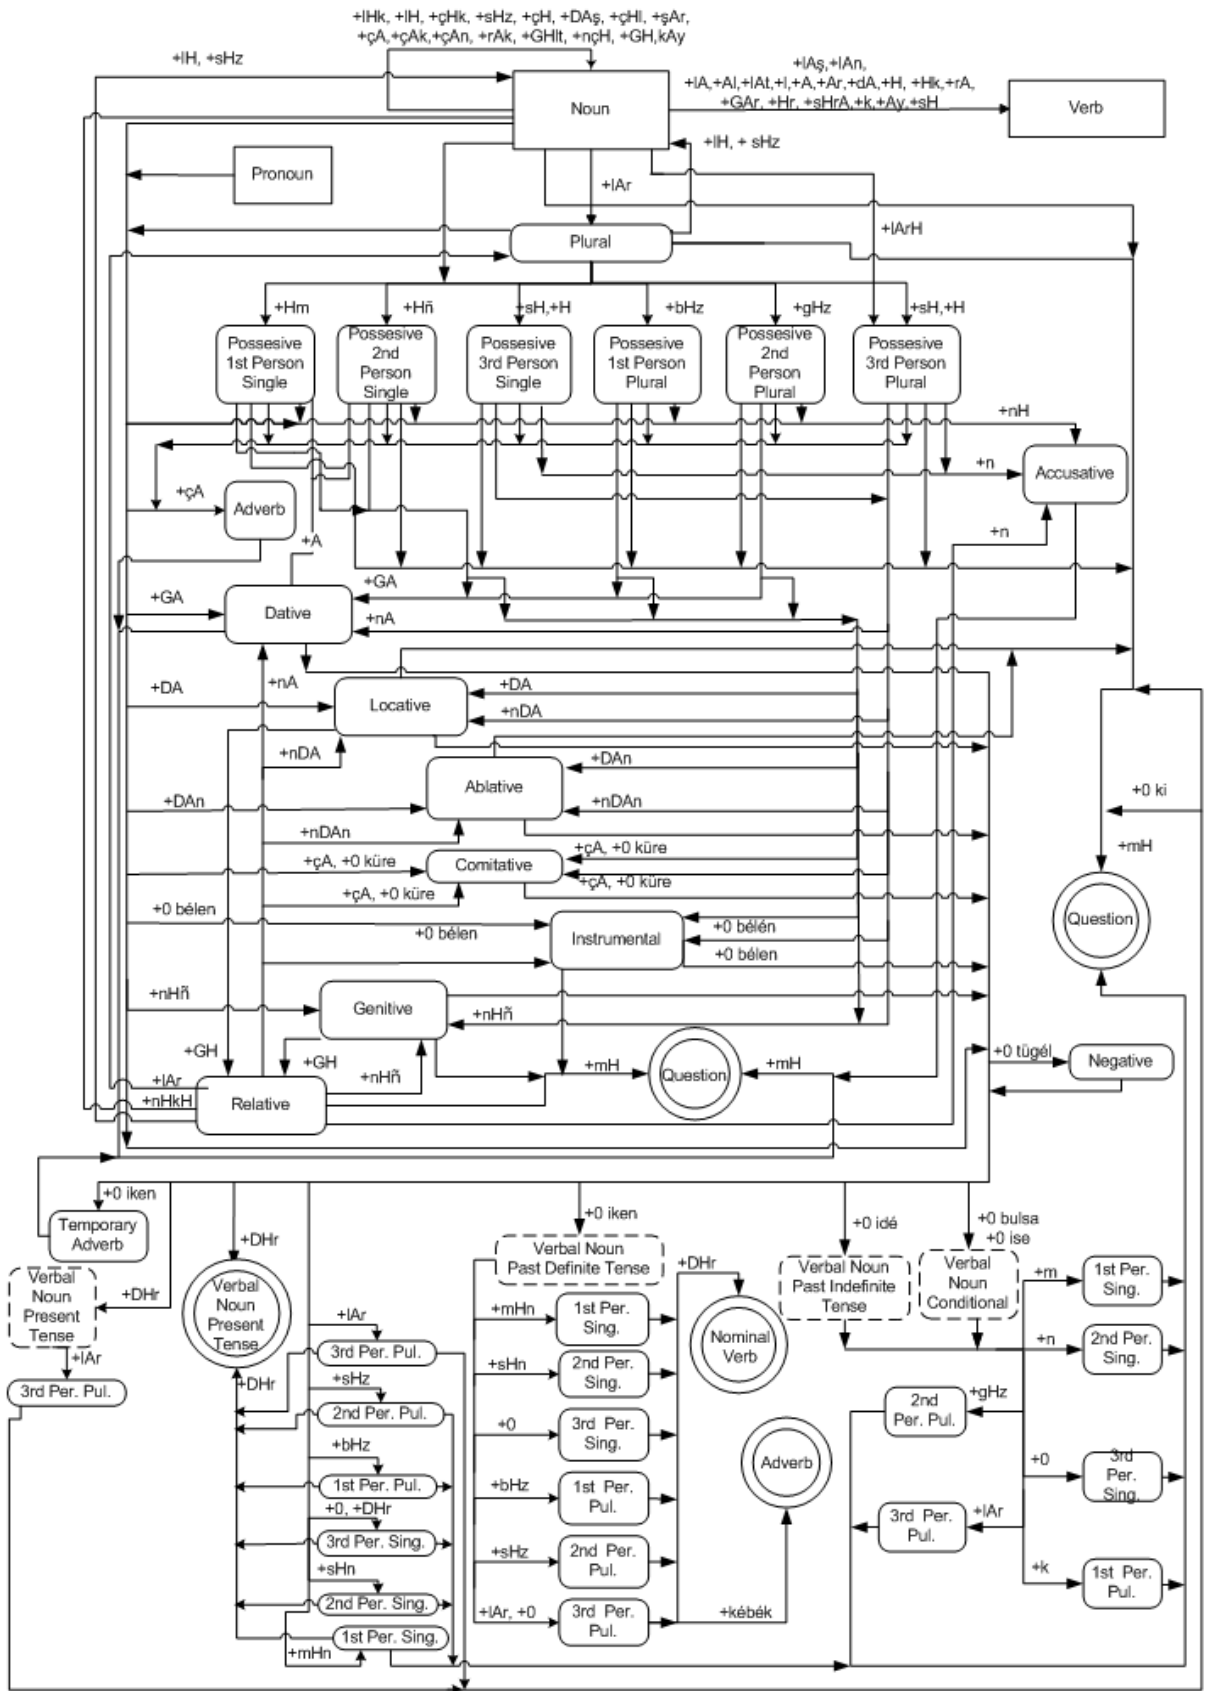 +lHk, +lH, +çHk, +sHz, +çH, +DAş, +çHl, +şAr,
+çA,+çAk,+çAn, +rAk, +GHlt, +nçH, +GH,kAy
+lH, +sHz
+lAş,+lAn,
+lA,+Al,+lAt,+l,+A,+Ar,+dA,+H, +Hk,+rA,
+GAr, +Hr, +sHrA,+k,+Ay,+sH
Noun
Verb
+lH, + sHz
Pronoun
+lAr
+lArH
Plural
+Hm
+Hñ
+sH,+H
+bHz
+gHz
+sH,+H
Possesive
1st Person
Single
Possesive
2nd
Person
Single
Possesive
3rd Person
Single
Possesive
1st Person
Plural
Possesive
2nd
Person
Plural
Possesive
3rd Person
Plural
+nH
+n
Accusative
+çA
Adverb
+A
+n
+GA
+GA
Dative
+nA
+nA
+DA
Locative
+DA
+nDA
+nDA
+DAn
Ablative
+DAn
+nDAn
+nDAn
+0 ki
+mH
+çA, +0 küre
Comitative
+çA, +0 küre
+çA, +0 küre
+çA, +0 küre
+0 bélen
+0 bélen
Instrumental
+0 bélén
+0 bélen
Question
+nHñ
Genitive
+nHñ
+GH
+GH
+nHñ
+mH
Question
+mH
+0 tügél
Negative
+lAr
+nHkH
Relative
+0 iken
Temporary
Adverb
+DHr
+0 iken
+0 idé
+0 bulsa
+0 ise
Verbal
Noun
Present
Tense
+DHr
Verbal
Noun
Present
Tense
Verbal Noun
Past Definite Tense
+DHr
Verbal Noun
Past Indefinite
Tense
Verbal
Noun
Conditional
+m
1st Per.
Sing.
+lAr
3rd Per. Pul.
+lAr
3rd Per. Pul.
+DHr
+sHz
2nd Per. Pul.
+bHz
1st Per. Pul.
+0, +DHr
3rd Per. Sing.
+sHn
2nd Per. Sing.
1st Per. Sing.
+mHn
+mHn
1st Per.
Sing.
+sHn
2nd Per.
Sing.
+0
3rd Per.
Sing.
+bHz
1st Per.
Pul.
+sHz
2nd Per.
Pul.
+lAr, +0
3rd Per.
Pul.
+kébék
Nominal
Verb
Adverb
+n
2nd Per.
Sing.
+gHz
2nd
Per. Pul.
+0
3rd
Per.
Sing.
+lAr
3rd Per.
Pul.
+k
1st Per.
Pul.